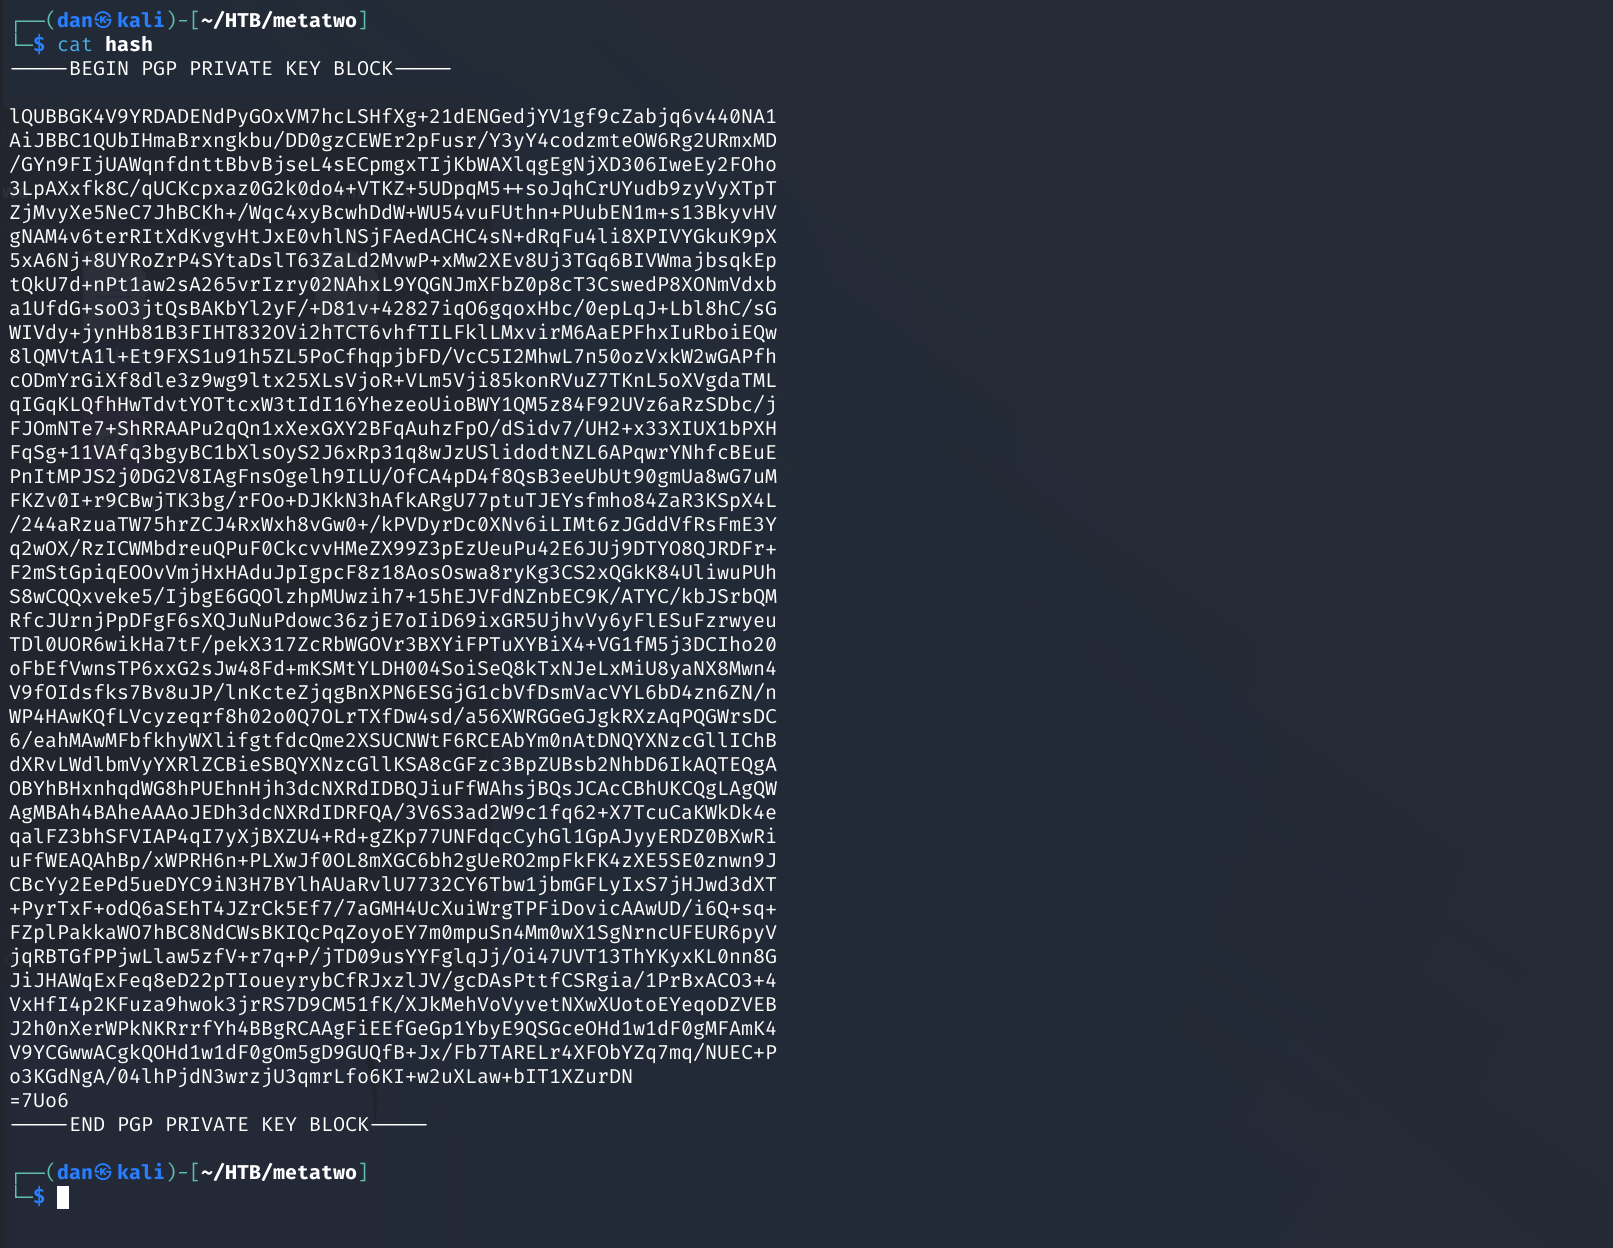 ┌──(dan㉿kali)-[~/HTB/metatwo]
└─$ cat hash
-----BEGIN PGP PRIVATE KEY BLOCK-----
lQUBBGK4V9YRDADENdPyGOxVM7hcLSHfXg+21dENGedjYV1gf9cZabjq6v440NA1
AiJBBC1QUbIHmaBrxngkbu/DD0gzCEWEr2pFusr/Y3yY4codzmteOW6Rg2URmxMD
/GYn9FIjUAWqnfdnttBbvBjseL4sECpmgxTIjKbWAXlqgEgNjXD306IweEy2FOho
3LpAXxfk8C/qUCKcpxaz0G2k0do4+VTKZ+5UDpqM5++soJqhCrUYudb9zyVyXTpT
ZjMvyXe5NeC7JhBCKh+/Wqc4xyBcwhDdW+WU54vuFUthn+PUubEN1m+s13BkyvHV
gNAM4v6terRItXdKvgvHtJxE0vhlNSjFAedACHC4sN+dRqFu4li8XPIVYGkuK9pX
5xA6Nj+8UYRoZrP4SYtaDslT63ZaLd2MvwP+xMw2XEv8Uj3TGq6BIVWmajbsqkEp
tQkU7d+nPt1aw2sA265vrIzry02NAhxL9YQGNJmXFbZ0p8cT3CswedP8XONmVdxb
a1UfdG+soO3jtQsBAKbYl2yF/+D81v+42827iqO6gqoxHbc/0epLqJ+Lbl8hC/sG
WIVdy+jynHb81B3FIHT832OVi2hTCT6vhfTILFklLMxvirM6AaEPFhxIuRboiEQw
8lQMVtA1l+Et9FXS1u91h5ZL5PoCfhqpjbFD/VcC5I2MhwL7n50ozVxkW2wGAPfh
cODmYrGiXf8dle3z9wg9ltx25XLsVjoR+VLm5Vji85konRVuZ7TKnL5oXVgdaTML
qIGqKLQfhHwTdvtYOTtcxW3tIdI16YhezeoUioBWY1QM5z84F92UVz6aRzSDbc/j
FJOmNTe7+ShRRAAPu2qQn1xXexGXY2BFqAuhzFpO/dSidv7/UH2+x33XIUX1bPXH
FqSg+11VAfq3bgyBC1bXlsOyS2J6xRp31q8wJzUSlidodtNZL6APqwrYNhfcBEuE
PnItMPJS2j0DG2V8IAgFnsOgelh9ILU/OfCA4pD4f8QsB3eeUbUt90gmUa8wG7uM
FKZv0I+r9CBwjTK3bg/rFOo+DJKkN3hAfkARgU77ptuTJEYsfmho84ZaR3KSpX4L
/244aRzuaTW75hrZCJ4RxWxh8vGw0+/kPVDyrDc0XNv6iLIMt6zJGddVfRsFmE3Y
q2wOX/RzICWMbdreuQPuF0CkcvvHMeZX99Z3pEzUeuPu42E6JUj9DTYO8QJRDFr+
F2mStGpiqEOOvVmjHxHAduJpIgpcF8z18AosOswa8ryKg3CS2xQGkK84UliwuPUh
S8wCQQxveke5/IjbgE6GQOlzhpMUwzih7+15hEJVFdNZnbEC9K/ATYC/kbJSrbQM
RfcJUrnjPpDFgF6sXQJuNuPdowc36zjE7oIiD69ixGR5UjhvVy6yFlESuFzrwyeu
TDl0UOR6wikHa7tF/pekX317ZcRbWGOVr3BXYiFPTuXYBiX4+VG1fM5j3DCIho20
oFbEfVwnsTP6xxG2sJw48Fd+mKSMtYLDH004SoiSeQ8kTxNJeLxMiU8yaNX8Mwn4
V9fOIdsfks7Bv8uJP/lnKcteZjqgBnXPN6ESGjG1cbVfDsmVacVYL6bD4zn6ZN/n
WP4HAwKQfLVcyzeqrf8h02o0Q7OLrTXfDw4sd/a56XWRGGeGJgkRXzAqPQGWrsDC
6/eahMAwMFbfkhyWXlifgtfdcQme2XSUCNWtF6RCEAbYm0nAtDNQYXNzcGllIChB
dXRvLWdlbmVyYXRlZCBieSBQYXNzcGllKSA8cGFzc3BpZUBsb2NhbD6IkAQTEQgA
OBYhBHxnhqdWG8hPUEhnHjh3dcNXRdIDBQJiuFfWAhsjBQsJCAcCBhUKCQgLAgQW
AgMBAh4BAheAAAoJEDh3dcNXRdIDRFQA/3V6S3ad2W9c1fq62+X7TcuCaKWkDk4e
qalFZ3bhSFVIAP4qI7yXjBXZU4+Rd+gZKp77UNFdqcCyhGl1GpAJyyERDZ0BXwRi
uFfWEAQAhBp/xWPRH6n+PLXwJf0OL8mXGC6bh2gUeRO2mpFkFK4zXE5SE0znwn9J
CBcYy2EePd5ueDYC9iN3H7BYlhAUaRvlU7732CY6Tbw1jbmGFLyIxS7jHJwd3dXT
+PyrTxF+odQ6aSEhT4JZrCk5Ef7/7aGMH4UcXuiWrgTPFiDovicAAwUD/i6Q+sq+
FZplPakkaWO7hBC8NdCWsBKIQcPqZoyoEY7m0mpuSn4Mm0wX1SgNrncUFEUR6pyV
jqRBTGfPPjwLlaw5zfV+r7q+P/jTD09usYYFglqJj/Oi47UVT13ThYKyxKL0nn8G
JiJHAWqExFeq8eD22pTIoueyrybCfRJxzlJV/gcDAsPttfCSRgia/1PrBxACO3+4
VxHfI4p2KFuza9hwok3jrRS7D9CM51fK/XJkMehVoVyvetNXwXUotoEYeqoDZVEB
J2h0nXerWPkNKRrrfYh4BBgRCAAgFiEEfGeGp1YbyE9QSGceOHd1w1dF0gMFAmK4
V9YCGwwACgkQOHd1w1dF0gOm5gD9GUQfB+Jx/Fb7TARELr4XFObYZq7mq/NUEC+P
o3KGdNgA/04lhPjdN3wrzjU3qmrLfo6KI+w2uXLaw+bIT1XZurDN
=7Uo6
-----END PGP PRIVATE KEY BLOCK-----
┌──(dan㉿kali)-[~/HTB/metatwo]
└─$